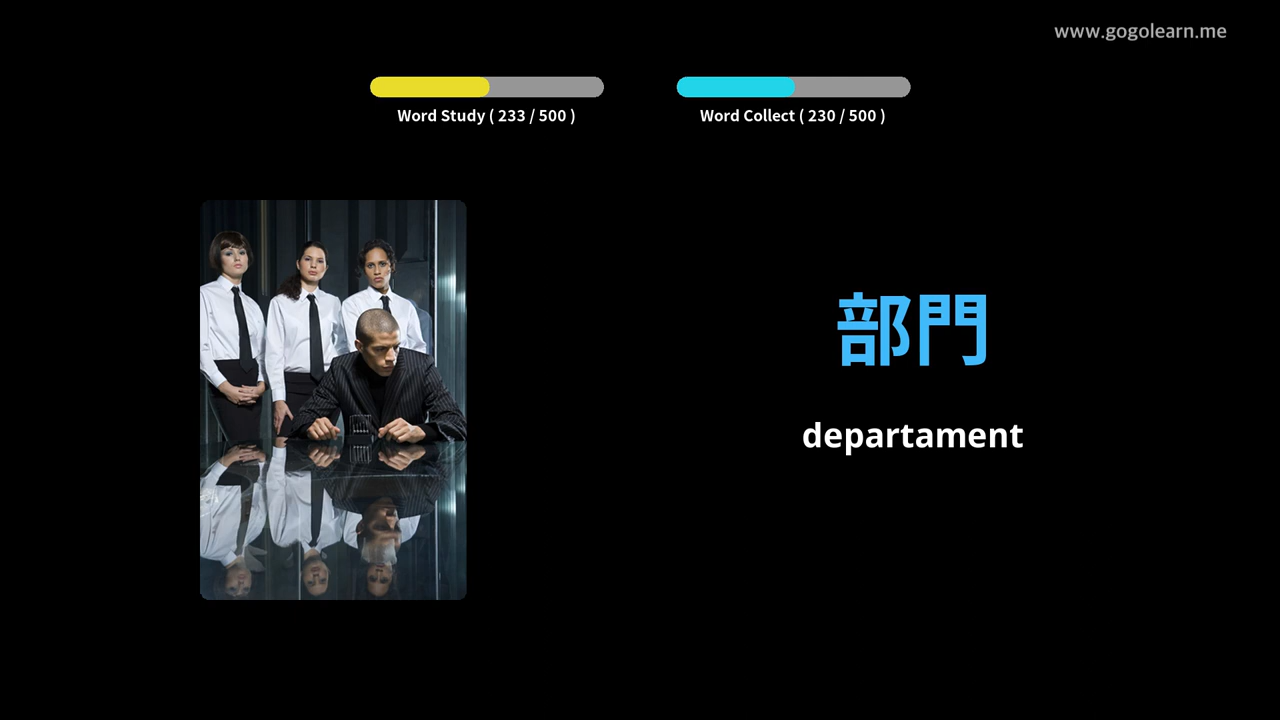 www.gogolearn.me
Word Study ( 233 / 500 )
Word Collect ( 230 / 500 )
部門
departament